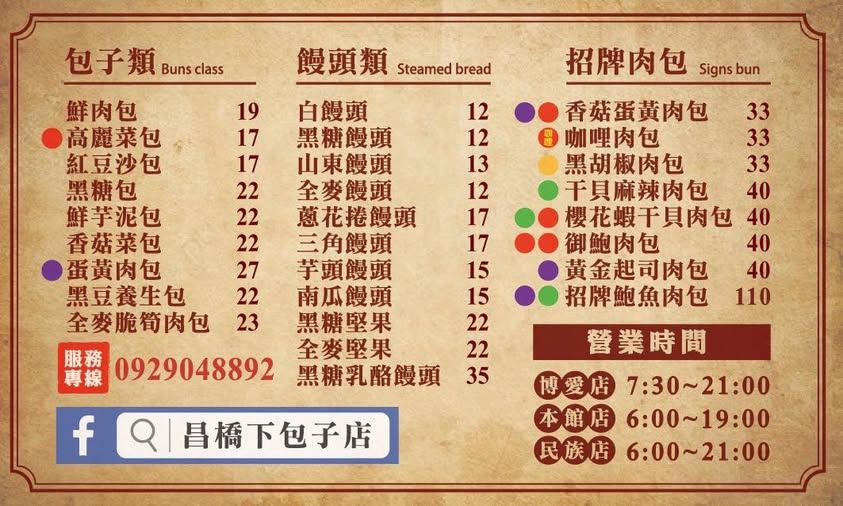 包子類 Buns class
鮮肉包 19
高麗菜包 17
紅豆沙包 17
黑糖包 22
鮮芋泥包 22
香菇菜包 22
蛋黃肉包 27
黑豆養生包 22
全麥脆筍肉包 23
服務專線 0929048892
昌橋下包子店
饅頭類 Steamed bread
白饅頭 12
黑糖饅頭 12
山東饅頭 13
全麥饅頭 12
蔥花捲饅頭 17
三角饅頭 17
芋頭饅頭 15
南瓜饅頭 15
黑糖堅果 22
全麥堅果 22
黑糖乳酪饅頭 35
招牌肉包 Signs bun
香菇蛋黃肉包 33
咖哩 咖哩肉包 33
黑胡椒肉包 33
干貝麻辣肉包 40
櫻花蝦干貝肉包 40
御鮑肉包 40
黃金起司肉包 40
招牌鮑魚肉包 110
營業時間
博愛店 7:30~21:00
本館店 6:00~19:00
民族店 6:00~21:00